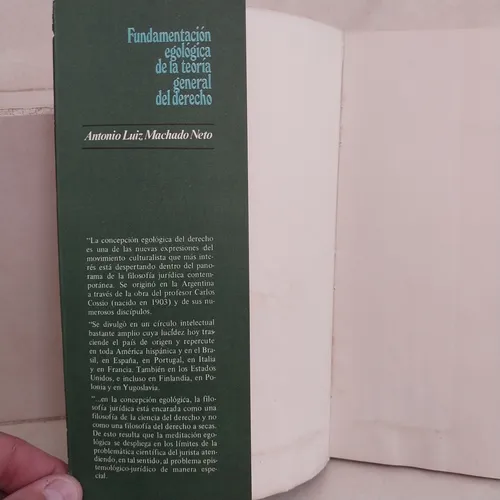 Fundamentación
egológica
de la teoría
general
del derecho
Antonio Luiz Machado Neto
"La concepción egológica del derecho
es una de las nuevas expresiones del
movimiento culturalista que más inte-
rés está despertando dentro del pano-
rama de la filosofía jurídica contem-
poránea. Se originó en la Argentina
a través de la obra del profesor Carlos
Cossio (nacido en 1903) y de sus nu-
merosos discípulos.
"Se divulgó en un círculo intelectual
bastante amplio cuya lucidez hoy tras-
ciende el país de origen y repercute
en toda América hispánica y en el Bra-
sil, en España, en Portugal, en Italia
y en Francia. También en los Estados
Unidos, e incluso en Finlandia, en Po-
lonia y en Yugoslavia.
"...en la concepción egológica, la filo-
sofía jurídica está encarada como una
filosofía de la ciencia del derecho y no
como una filosofía del derecho a secas.
De esto resulta que la meditación ego-
lógica se despliega en los límites de la
problemática científica del jurista aten-
diendo, en tal sentido, al problema epis-
temológico-jurídico de manera espe-
cial.